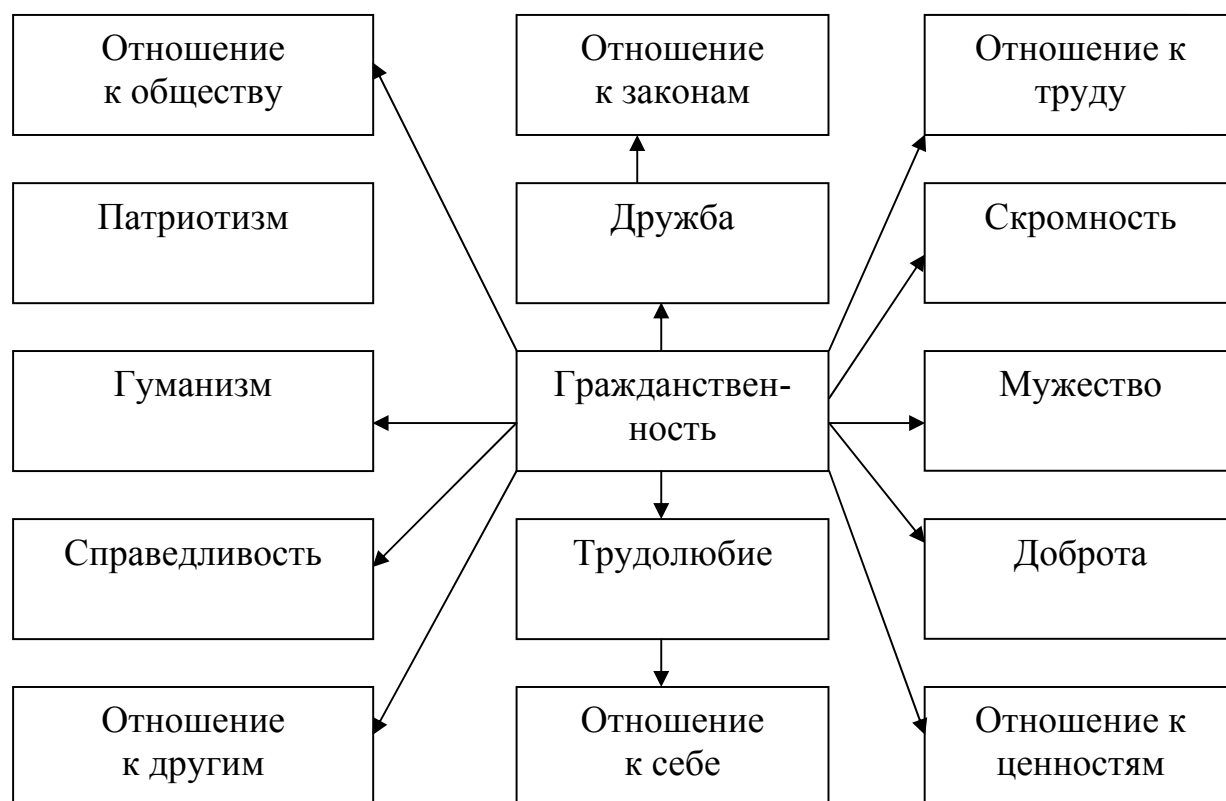 Отношение
к обществу
Отношение
к законам
Отношение к
труду
Патриотизм
Дружба
Скромность
Гуманизм
Гражданствен-
ность
Мужество
Справедливость
Трудолюбие
Доброта
Отношение
к другим
Отношение
к себе
Отношение к
ценностям